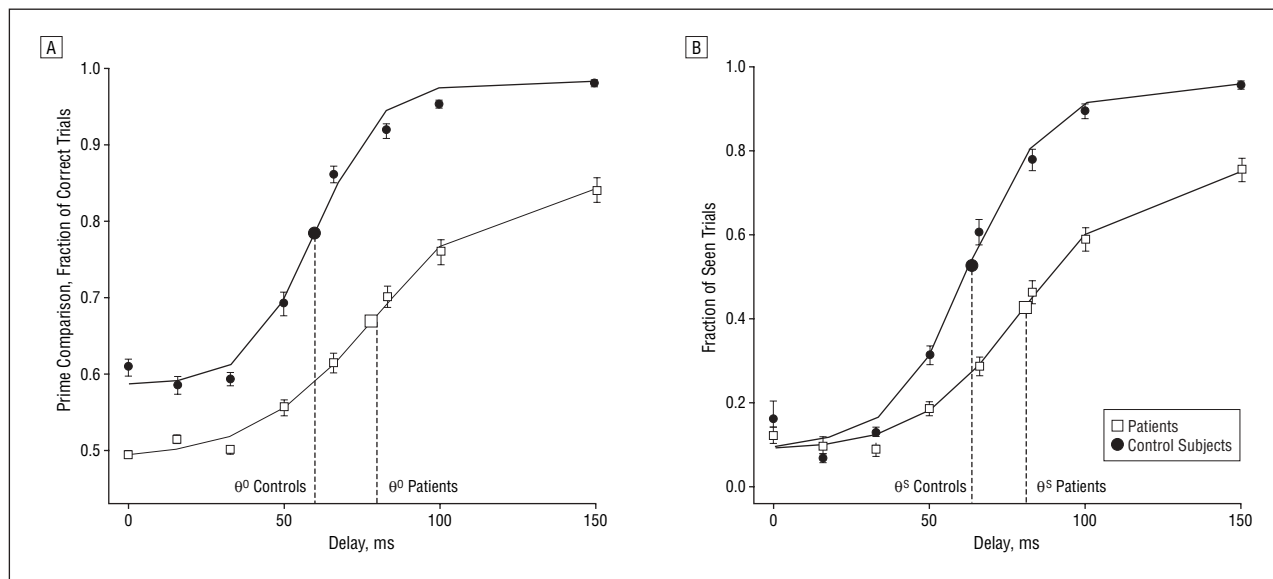 A
Prime Comparison, Fraction of Correct Trials
1.0
0.9
0.8
0.7
0.6
0.5
θ⁰ Controls
θ⁰ Patients
0
50
100
150
Delay, ms
B
Fraction of Seen Trials
1.0
0.8
0.6
0.4
0.2
0.0
θˢ Controls
θˢ Patients
Patients
Control Subjects
0
50
100
150
Delay, ms